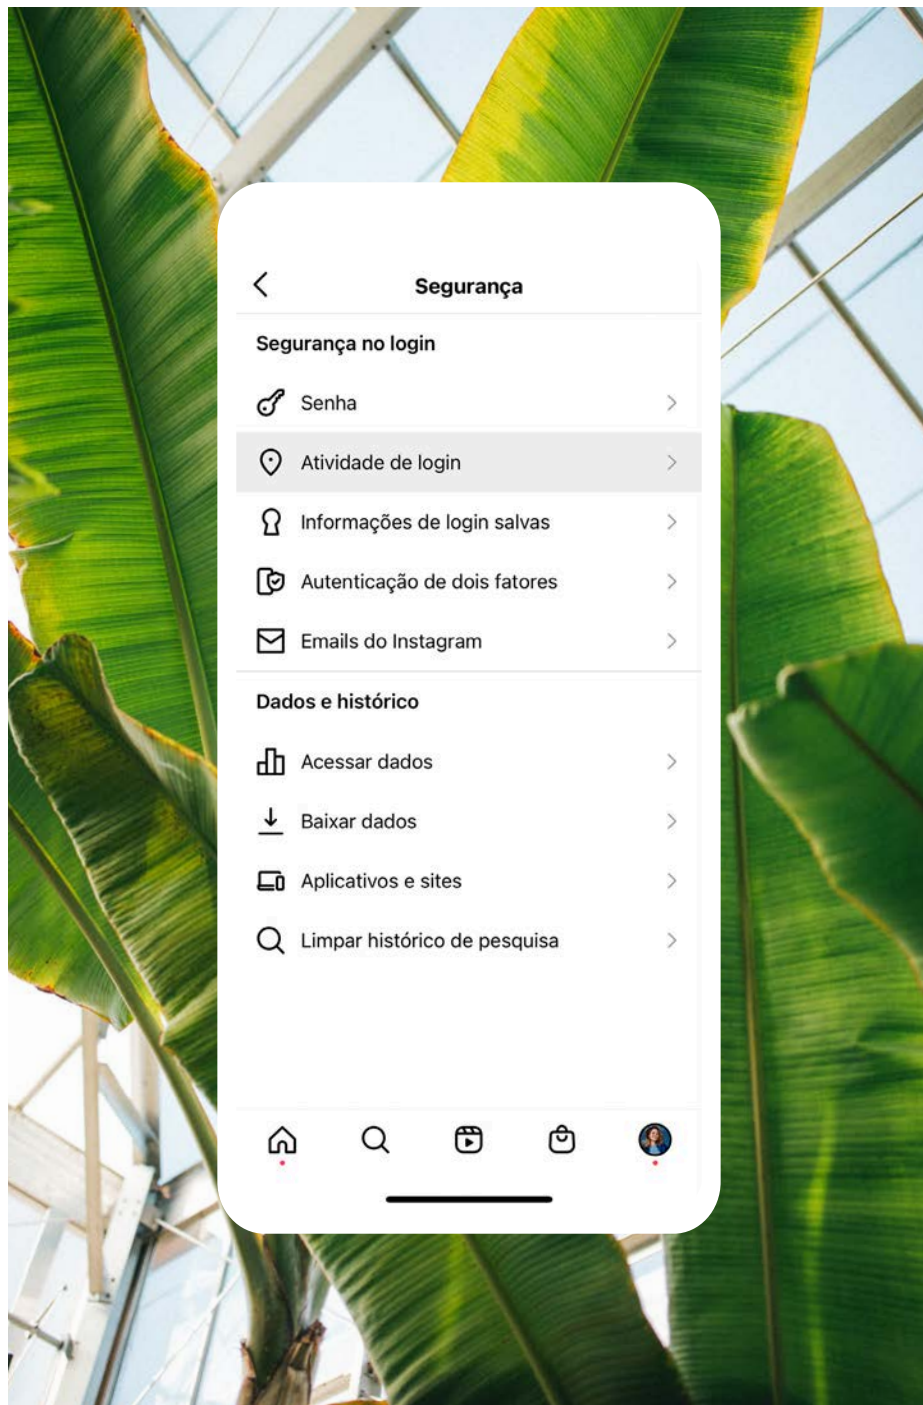 Segurança
Segurança no login
Senha
Atividade de login
Informações de login salvas
Autenticação de dois fatores
Emails do Instagram
Dados e histórico
Acessar dados
Baixar dados
Aplicativos e sites
Limpar histórico de pesquisa